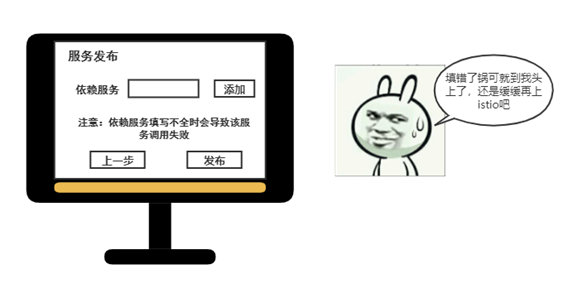 服务发布
依赖服务
添加
注意：依赖服务填写不全时会导致该服
务调用失败
上一步
发布
填错了锅可就到我头
上了，还是缓缓再上
istio吧